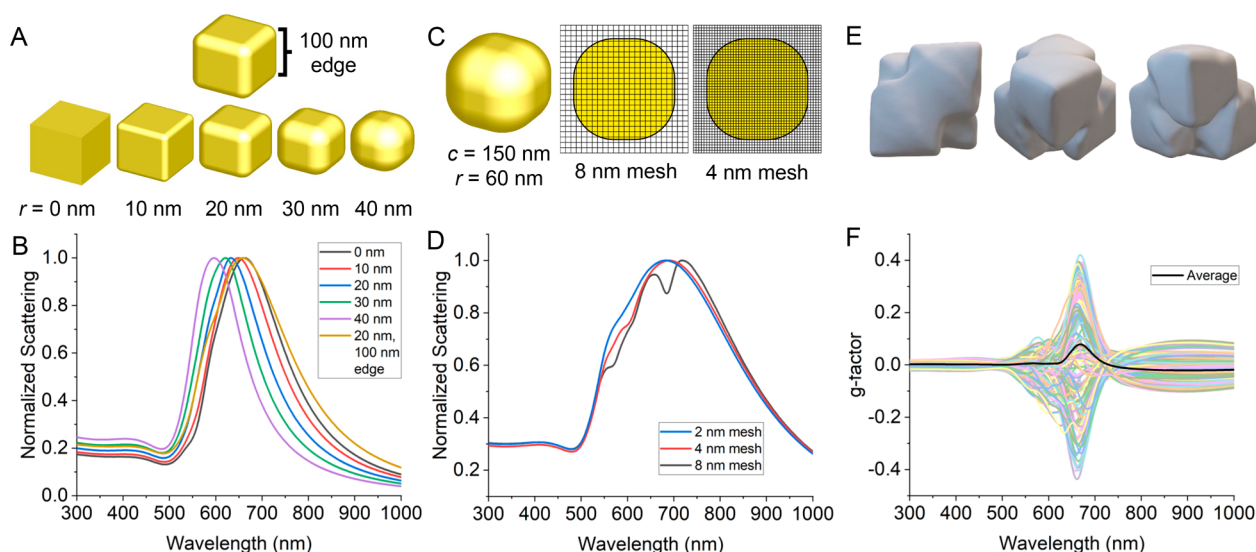 A
100 nm
edge
r = 0 nm
10 nm
20 nm
30 nm
40 nm
B
Normalized Scattering
1.0
0.8
0.6
0.4
0.2
0.0
0 nm
10 nm
20 nm
30 nm
40 nm
20 nm,
100 nm
edge
300 400 500 600 700 800 900 1000
Wavelength (nm)
C
c = 150 nm
r = 60 nm
8 nm mesh
4 nm mesh
D
Normalized Scattering
1.0
0.8
0.6
0.4
0.2
2 nm mesh
4 nm mesh
8 nm mesh
300 400 500 600 700 800 900 1000
Wavelength (nm)
E
F
g-factor
0.4
0.2
0.0
-0.2
-0.4
Average
300 400 500 600 700 800 900 1000
Wavelength (nm)